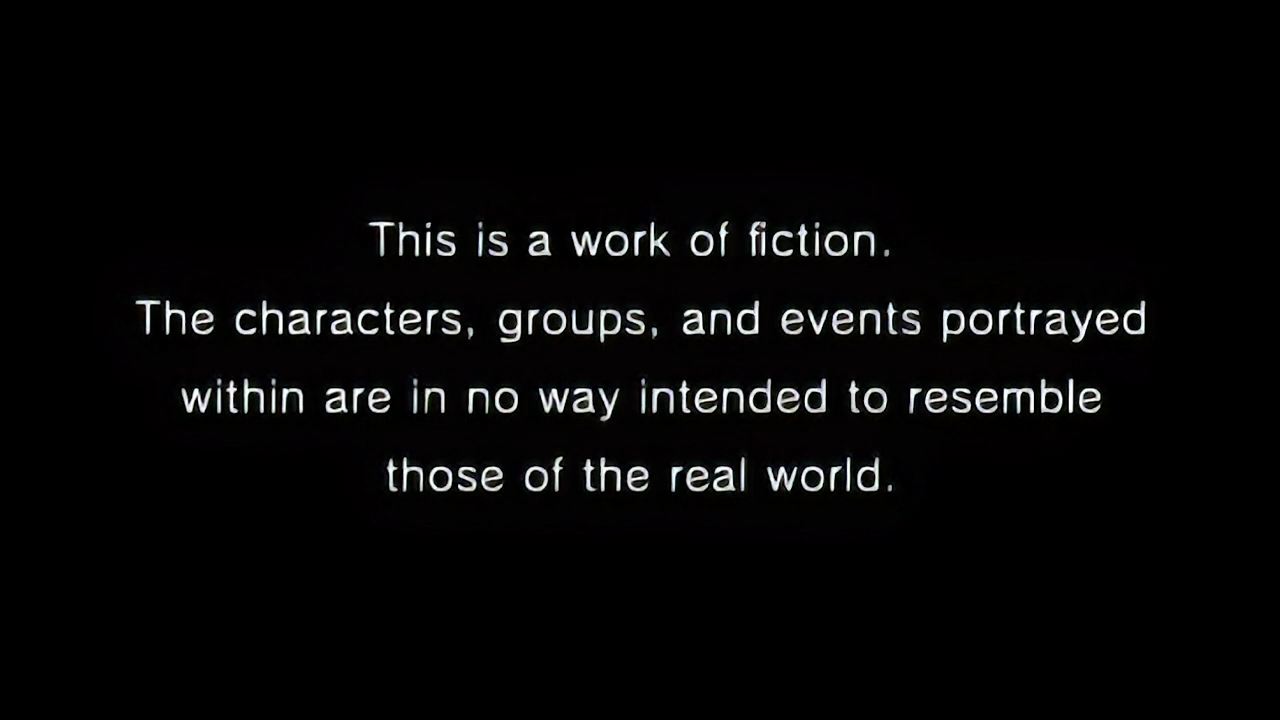 This is a work of fiction.
The characters, groups, and events portrayed
within are in no way intended to resemble
those of the real world.